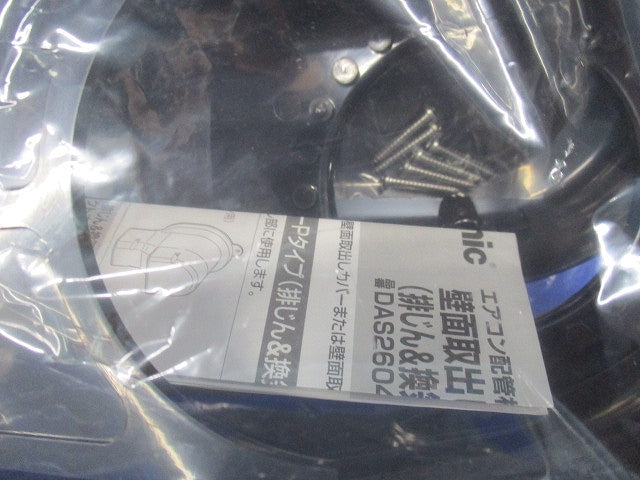 nic®
エアコン配管
壁面取出
(排じん&換
品番 DAS2604
壁面取出しカバーまたは壁面取
ーPタイプ(排じん&換
部に使用します。